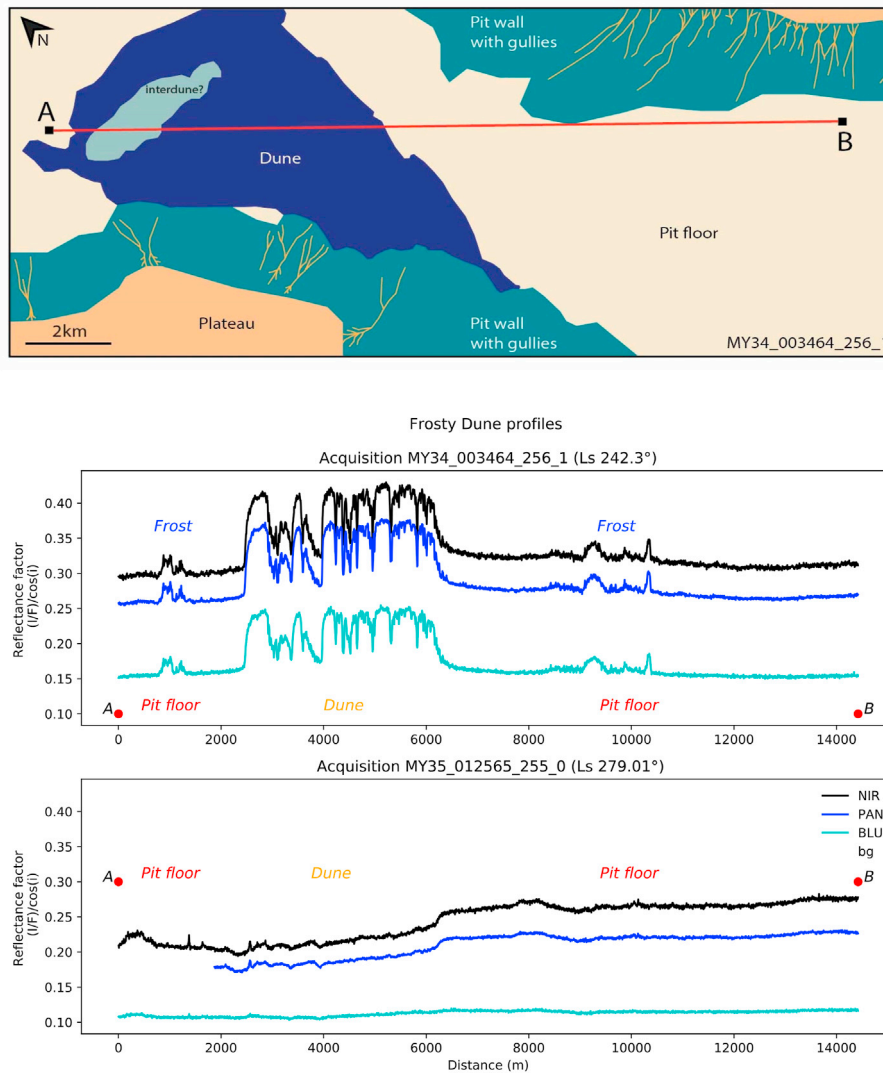 N
Pit wall
with gullies
interdune?
A
B
Dune
Pit floor
Plateau
2km
Pit wall
with gullies
MY34_003464_256_1
Frosty Dune profiles
Acquisition MY34_003464_256_1 (Ls 242.3°)
0.40
0.35
0.30
0.25
0.20
0.15
0.10
Reflectance factor
(I/F)/cos(i)
Frost
Frost
A
Pit floor
Dune
Pit floor
B
0
2000
4000
6000
8000
10000
12000
14000
Acquisition MY35_012565_255_0 (Ls 279.01°)
0.40
0.35
0.30
0.25
0.20
0.15
0.10
Reflectance factor
(I/F)/cos(i)
NIR
PAN
BLU
bg
A
Pit floor
Dune
Pit floor
B
0
2000
4000
6000
8000
10000
12000
14000
Distance (m)